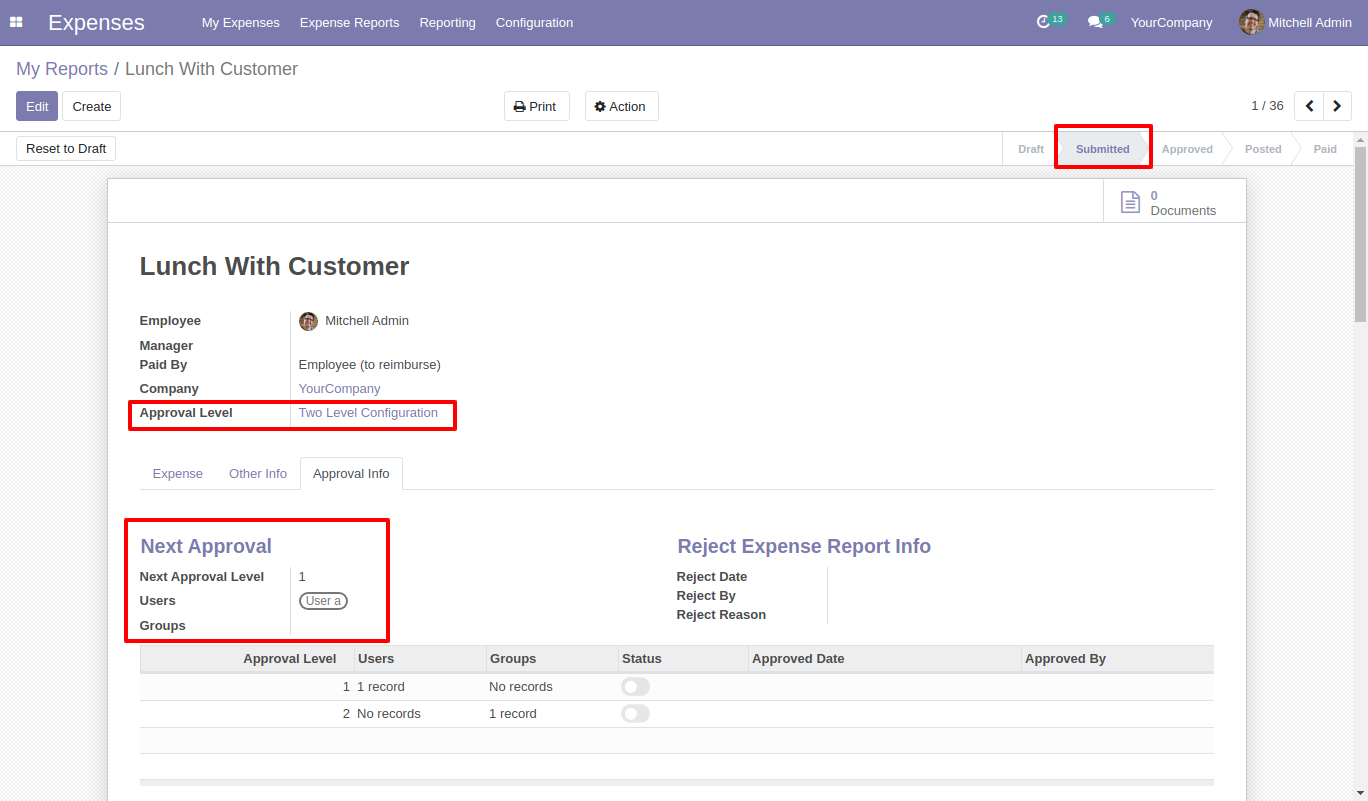 Expenses My Expenses Expense Reports Reporting Configuration 13 6 YourCompany Mitchell Admin
My Reports / Lunch With Customer
Edit Create Print Action 1 / 36
Reset to Draft Draft Submitted Approved Posted Paid
0
Documents
Lunch With Customer
Employee Mitchell Admin
Manager
Paid By Employee (to reimburse)
Company YourCompany
Approval Level Two Level Configuration
Expense Other Info Approval Info
Next Approval
Next Approval Level 1
Users User a
Groups
Reject Expense Report Info
Reject Date
Reject By
Reject Reason
Approval Level Users Groups Status Approved Date Approved By
1 1 record No records
2 No records 1 record